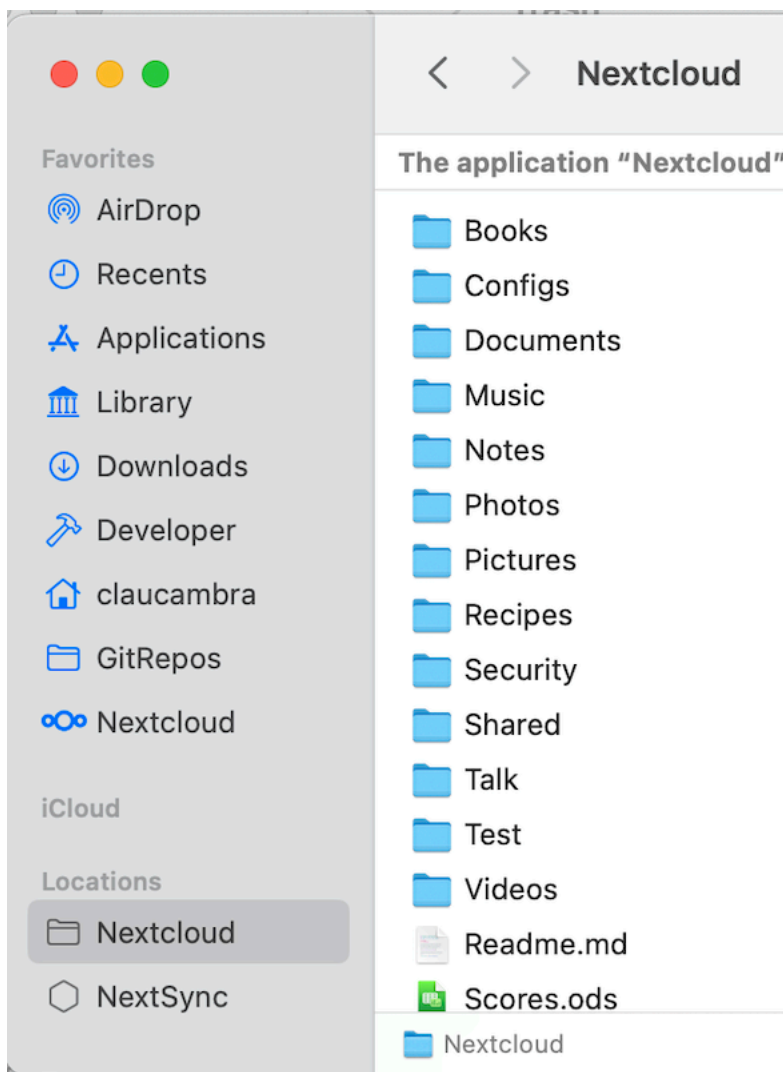 Nextcloud
Favorites
AirDrop
Recents
Applications
Library
Downloads
Developer
claucambra
GitRepos
Nextcloud
iCloud
Locations
Nextcloud
NextSync
The application “Nextcloud”
Books
Configs
Documents
Music
Notes
Photos
Pictures
Recipes
Security
Shared
Talk
Test
Videos
Readme.md
Scores.ods
Nextcloud